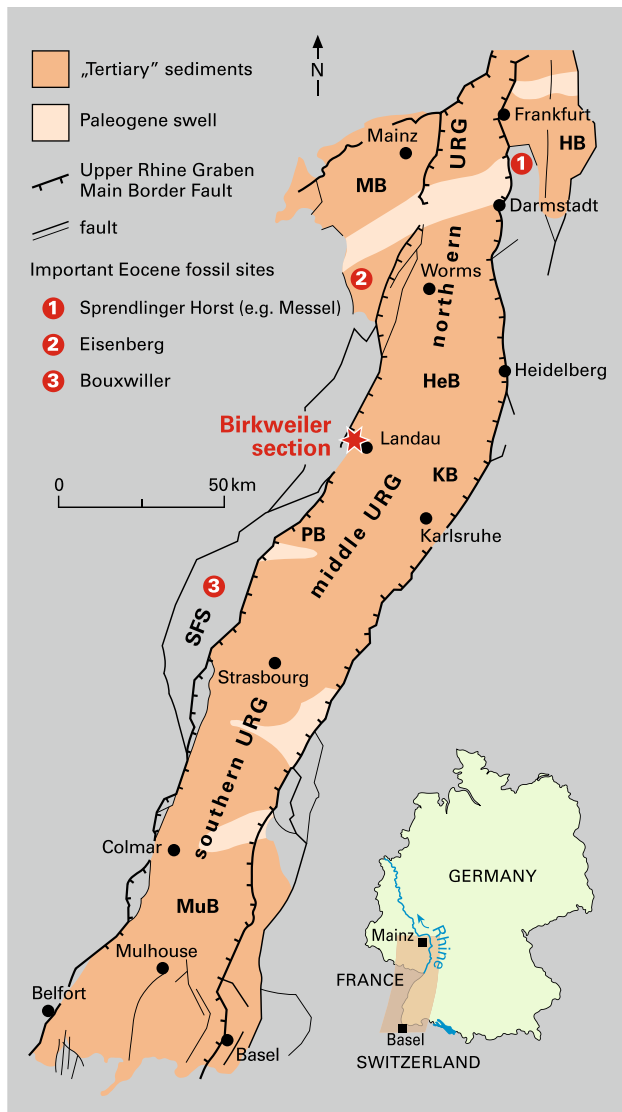 „Tertiary” sediments
Paleogene swell
Upper Rhine Graben
Main Border Fault
fault
Important Eocene fossil sites
1 Sprendlinger Horst (e.g. Messel)
2 Eisenberg
3 Bouxwiller
N
Mainz
URG
Frankfurt
HB
1
MB
Darmstadt
northern
2
Worms
HeB
Heidelberg
Birkweiler
section
Landau
0
50 km
KB
middle URG
PB
Karlsruhe
3
SFS
Strasbourg
southern URG
Colmar
MuB
Mulhouse
Belfort
Basel
GERMANY
Mainz
Rhine
FRANCE
Basel
SWITZERLAND